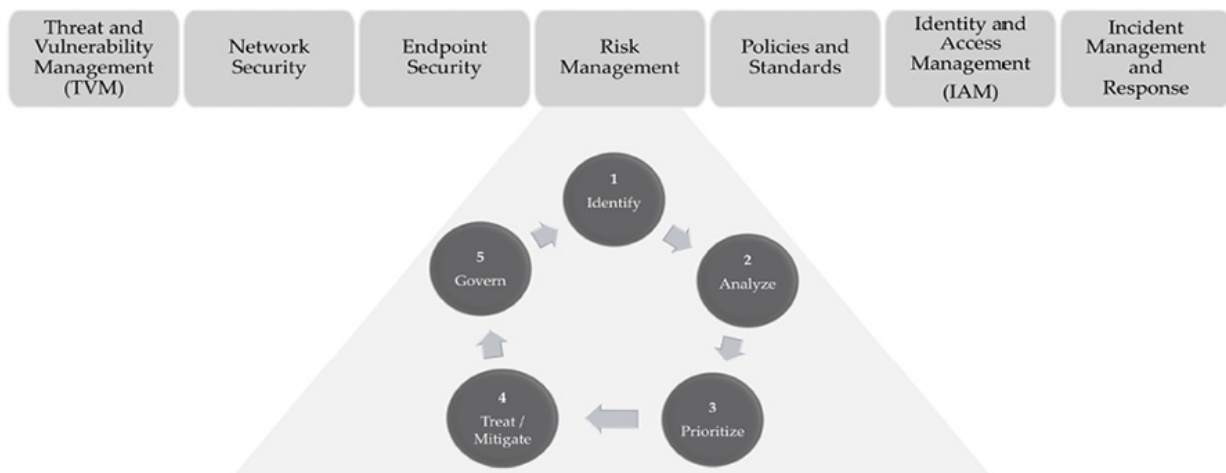 Threat and
Vulnerability
Management
(TVM)
Network
Security
Endpoint
Security
Risk
Management
Policies and
Standards
Identity and
Access
Management
(IAM)
Incident
Management
and
Response
1
Identify
2
Analyze
3
Prioritize
4
Treat /
Mitigate
5
Govern